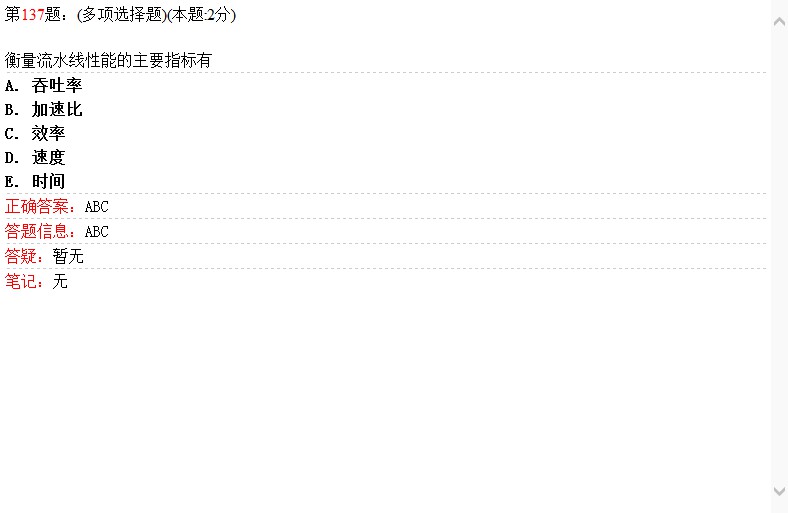 第137题：(多项选择题)(本题:2分)
衡量流水线性能的主要指标有
A. 吞吐率
B. 加速比
C. 效率
D. 速度
E. 时间
正确答案：ABC
答题信息：ABC
答疑：暂无
笔记：无